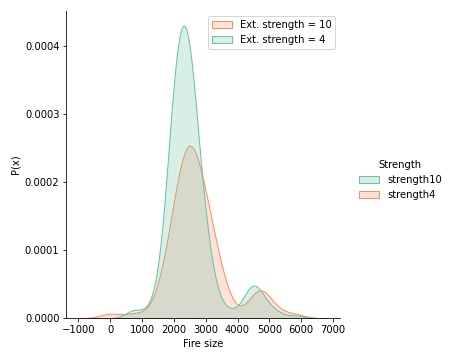 Ext. strength = 10
Ext. strength = 4
0.0004
0.0003
0.0002
0.0001
0.0000
P(x)
−1000 0 1000 2000 3000 4000 5000 6000 7000
Fire size
Strength
strength10
strength4